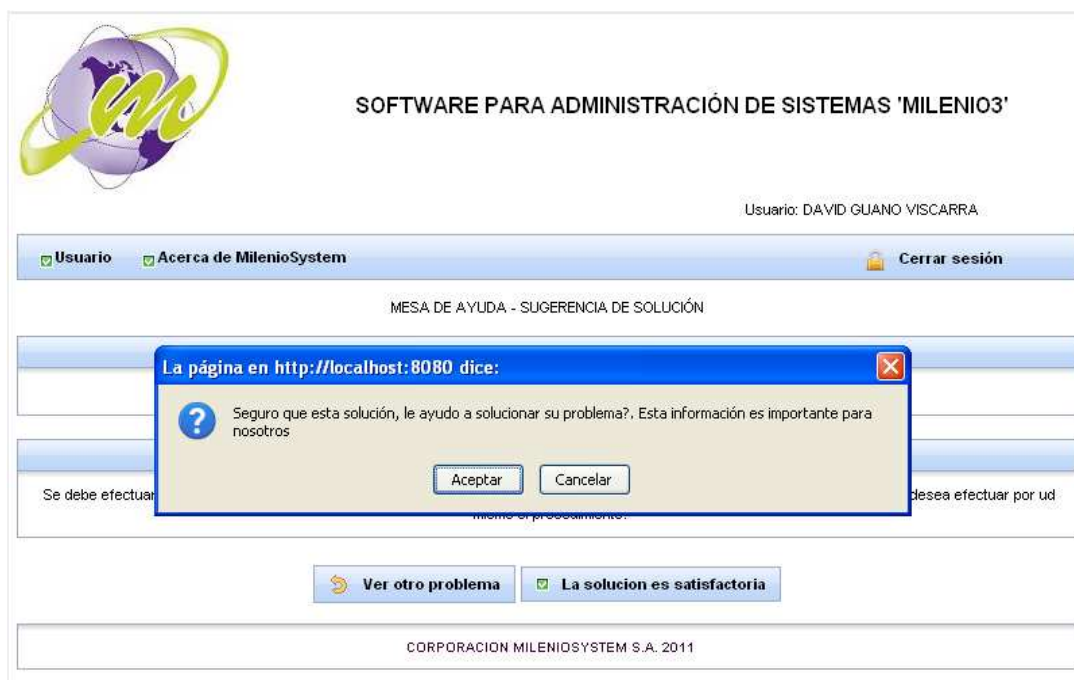 m
SOFTWARE PARA ADMINISTRACIÓN DE SISTEMAS 'MILENIO3'
Usuario: DAVID GUANO VISCARRA
Usuario
Acerca de MilenioSystem
Cerrar sesión
MESA DE AYUDA - SUGERENCIA DE SOLUCIÓN
La página en http://localhost:8080 dice:
Seguro que esta solución, le ayudo a solucionar su problema?. Esta información es importante para
nosotros
Aceptar
Cancelar
Se debe efectuar
desea efectuar por ud
Ver otro problema
La solucion es satisfactoria
CORPORACION MILENIOSYSTEM S.A. 2011